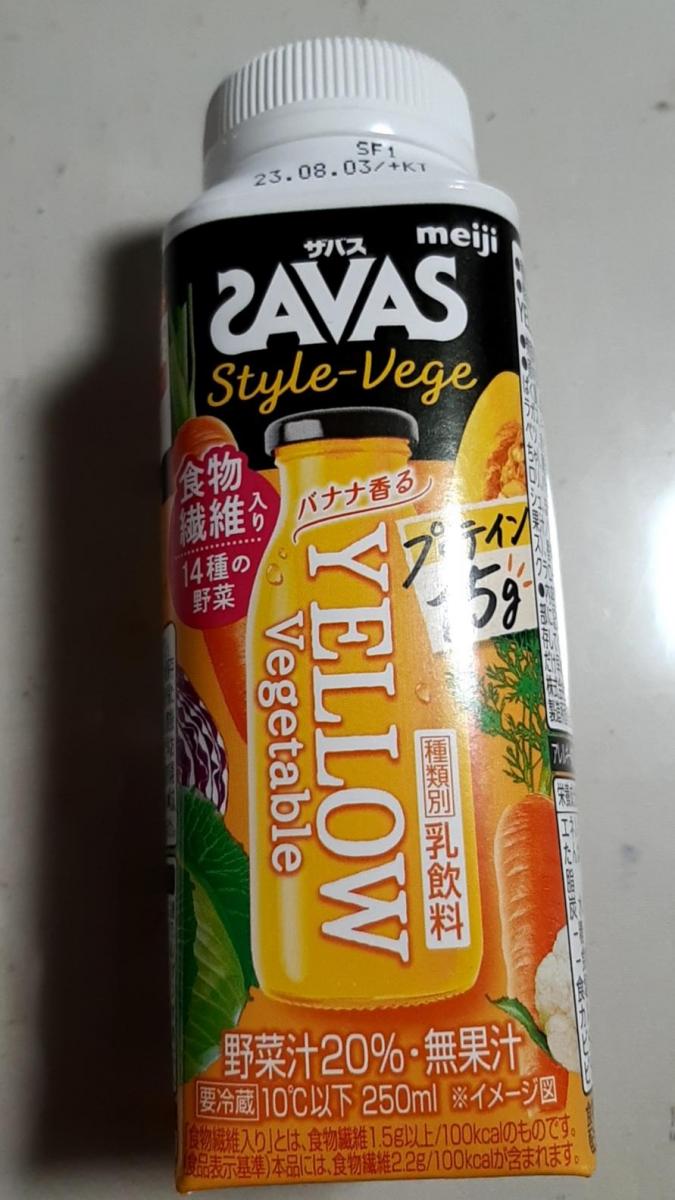 SF1
23.08.03/+KT
meiji
ザバス
SAVAS
Style-Vege
食物
繊維入り
14種の
野菜
バナナ香る
プロテイン
15g
YELLOW
Vegetable
種類別 乳飲料
野菜汁20%・無果汁
要冷蔵 10℃以下 250ml ※イメージ図
「食物繊維入り」とは、食物繊維1.5g以上/100kcalのものです。
(食品表示基準)本品には、食物繊維2.2g/100kcalが含まれます。